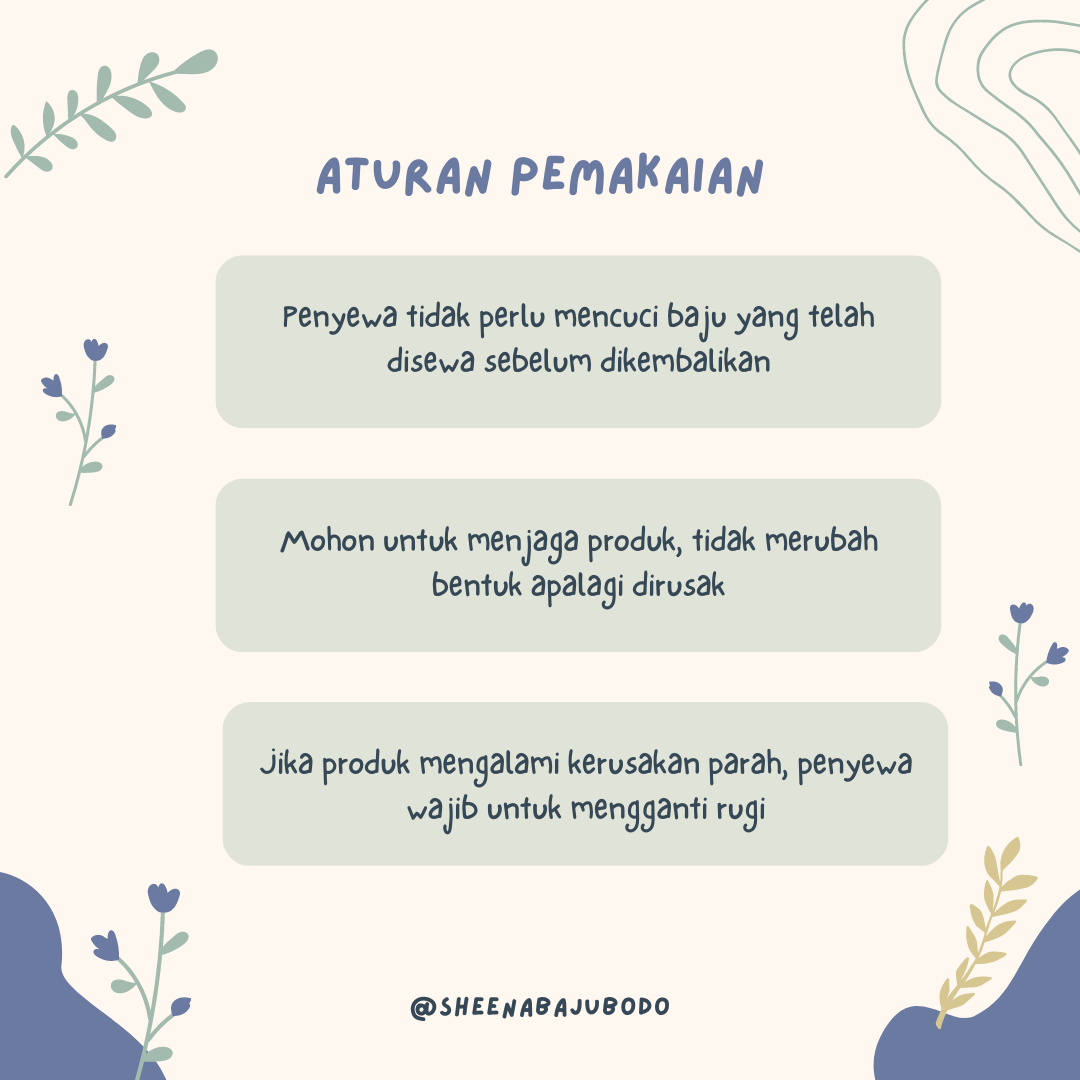 ATURAN PEMAKAIAN
Penyewa tidak perlu mencuci baju yang telah
disewa sebelum dikembalikan
Mohon untuk menjaga produk, tidak merubah
bentuk apalagi dirusak
Jika produk mengalami kerusakan parah, penyewa
wajib untuk mengganti rugi
@SHEENABAJUBODO